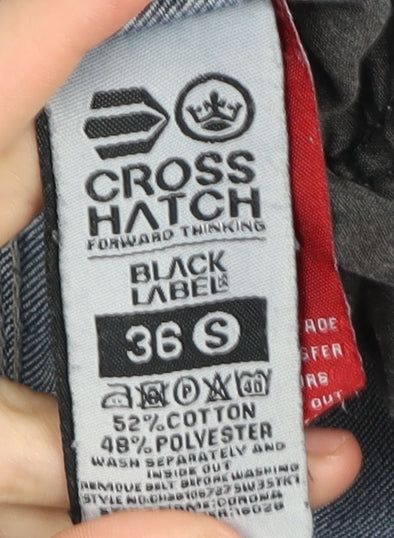 CROSS
HATCH
FORWARD THINKING
BLACK
LABEL
36 S
P 40
52% COTTON
48% POLYESTER
WASH SEPARATELY AND
INSIDE OUT
REMOVE BELT BEFORE WASHING
OUT